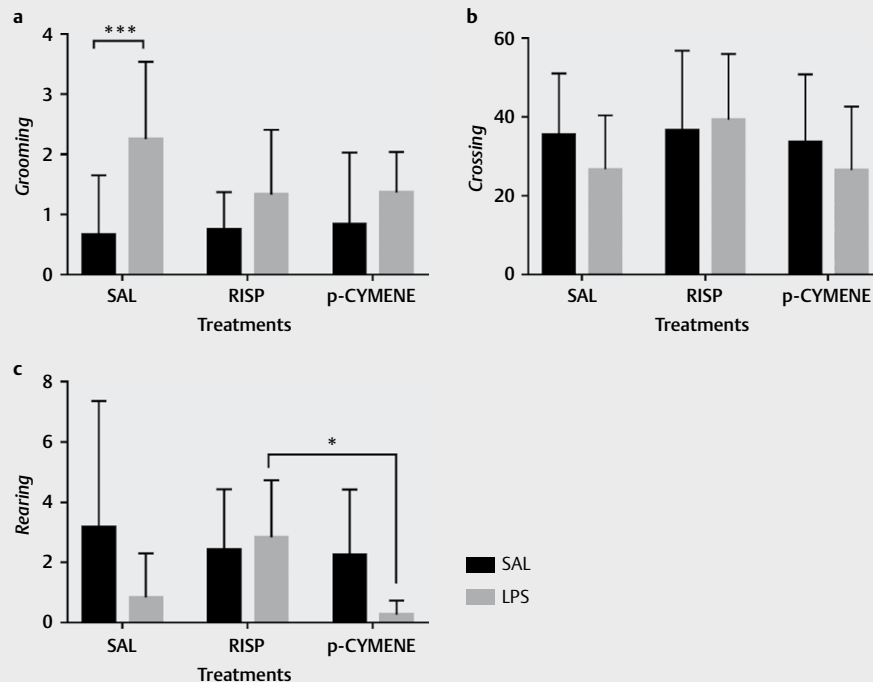 a
***
4
3
2
1
0
Grooming
SAL
RISP
p-CYMENE
Treatments
b
60
40
20
0
Crossing
SAL
RISP
p-CYMENE
Treatments
c
8
6
4
2
0
Rearing
*
SAL
RISP
p-CYMENE
Treatments
SAL
LPS